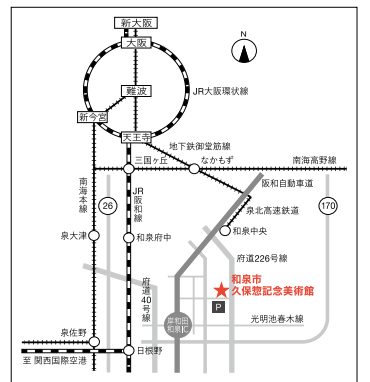 新大阪
N
大阪
難波
JR大阪環状線
新今宮
天王寺
地下鉄御堂筋線
三国ヶ丘
なかもず
南海高野線
南海本線
26
JR阪和線
阪和自動車道
泉北高速鉄道
170
泉大津
和泉府中
和泉中央
府道226号線
府道40号線
和泉市
久保惣記念美術館
P
岸和田
和泉IC
光明池春木線
泉佐野
日根野
至 関西国際空港